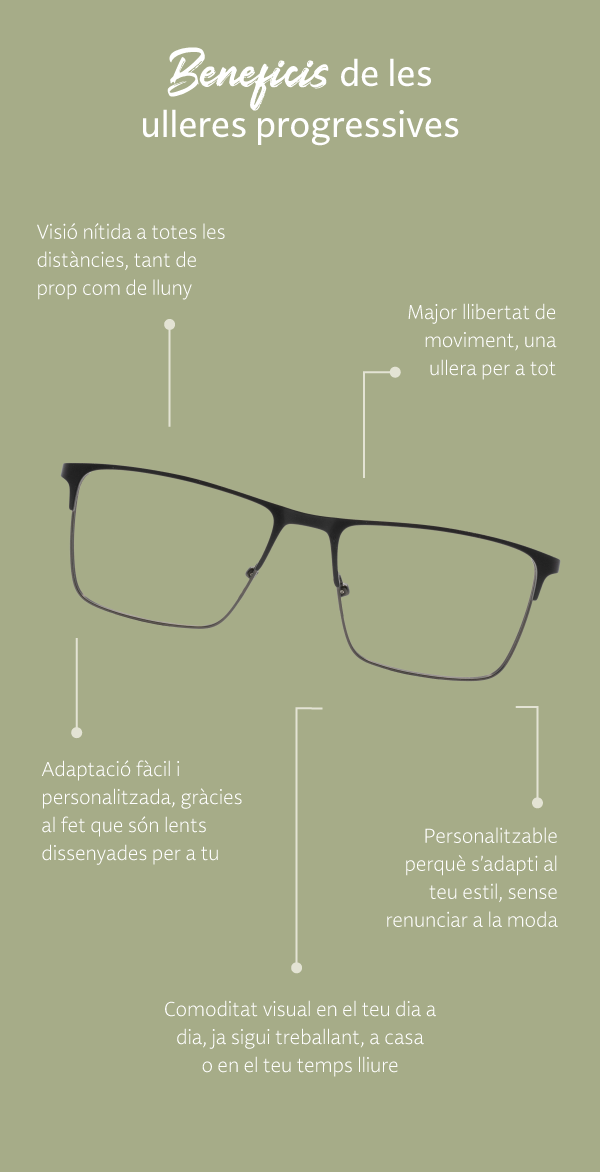 Beneficis de les
ulleres progressives
Visió nítida a totes les
distàncies, tant de
prop com de lluny
Major llibertat de
moviment, una
ullera per a tot
Adaptació fàcil i
personalitzada, gràcies
al fet que són lents
dissenyades per a tu
Personalitzable
perquè s'adapti al
teu estil, sense
renunciar a la moda
Comoditat visual en el teu dia a
dia, ja sigui treballant, a casa
o en el teu temps lliure